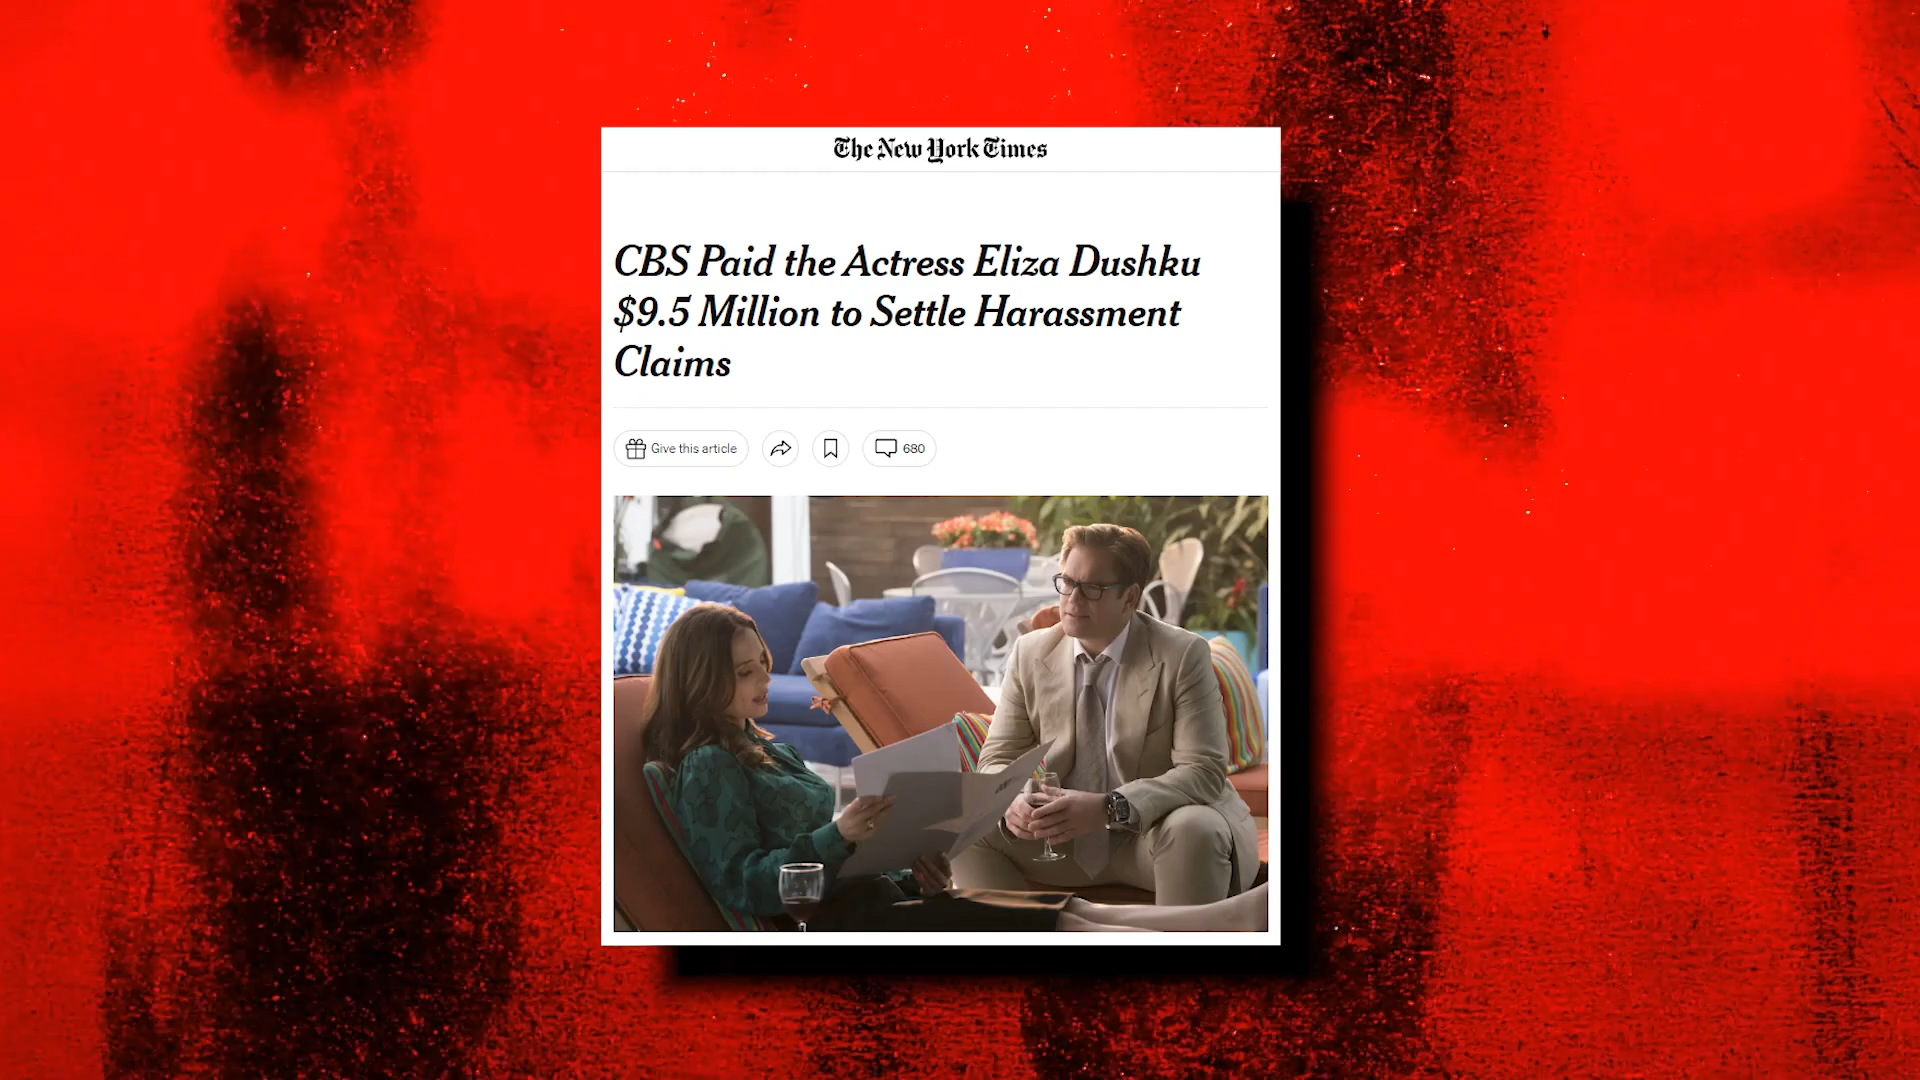 The New York Times
CBS Paid the Actress Eliza Dushku
$9.5 Million to Settle Harassment
Claims
Give this article
680